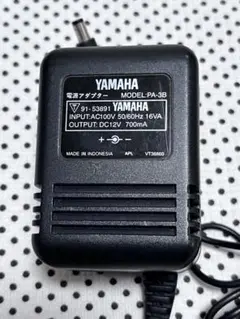 YAMAHA
電源アダプター MODEL:PA-3B
91-53891 YAMAHA
INPUT:AC100V 50/60Hz 16VA
OUTPUT: DC12V 700mA
MADE IN INDONESIA APL